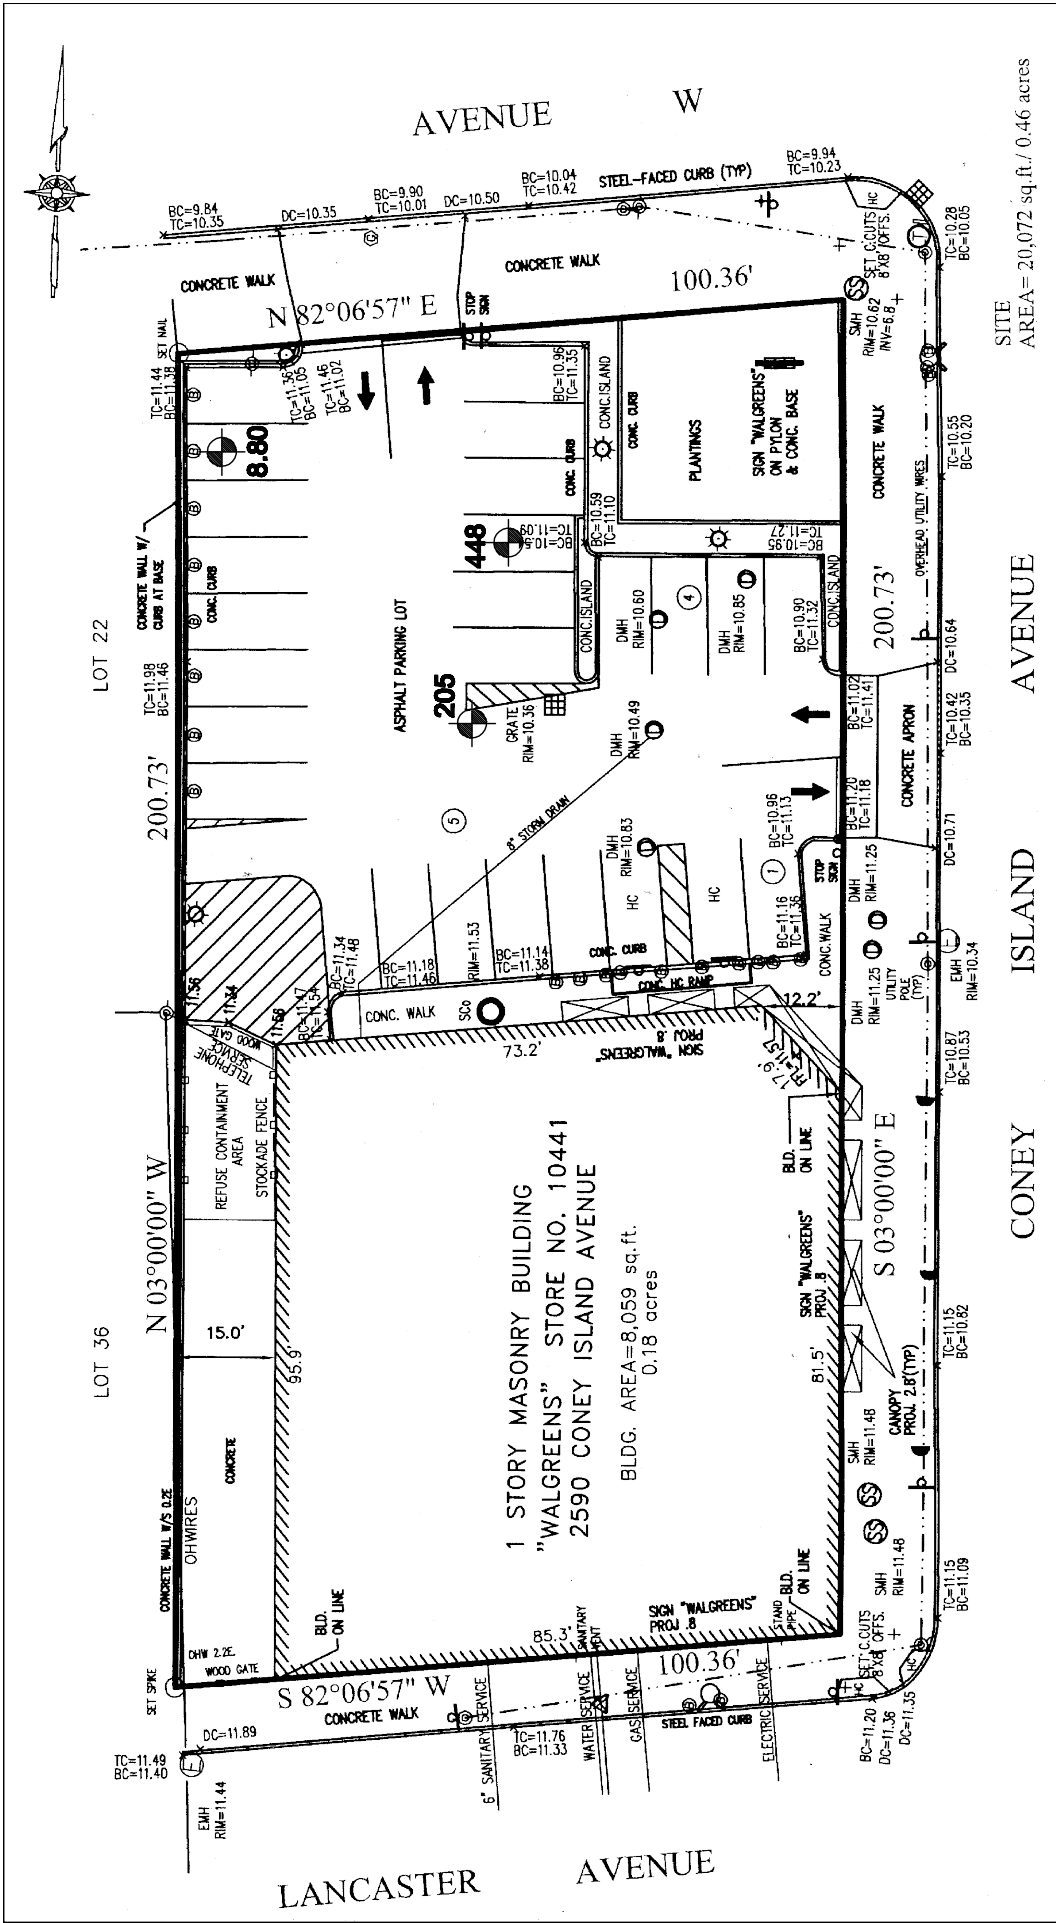 AVENUE W
SITE
AREA= 20,072 sq.ft./ 0.46 acres
BC=9.84
TC=10.35
DC=10.35
BC=9.90
TC=10.01
DC=10.50
BC=10.04
TC=10.42
STEEL-FACED CURB (TYP)
BC=9.94
TC=10.23
HC
SET C.CUTS
8'X8' OFFS.
TC=10.28
BC=10.05
CONCRETE WALK
CONCRETE WALK
N 82°06'57" E
100.36'
STOP
SIGN
SET NAIL
TC=11.44
BC=11.38
TC=11.36
BC=11.05
TC=11.46
BC=11.02
BC=10.96
TC=11.35
SMH
RIM=10.62
INV=6.8
8.80
448
205
CONC.ISLAND
CONC. CURB
CONC. CURB
PLANTINGS
SIGN "WALGREENS"
ON PYLON
& CONC. BASE
CONCRETE WALK
TC=10.55
BC=10.20
OVERHEAD UTILITY WIRES
LOT 22
CONCRETE WALL W/
CURB AT BASE
CONC. CURB
TC=11.09
BC=10.59
TC=11.10
BC=10.95
TC=11.27
TC=11.98
BC=11.46
ASPHALT PARKING LOT
CONC.ISLAND
DMH
RIM=10.60
4
DMH
RIM=10.85
BC=10.90
TC=11.32
CONC.ISLAND
200.73'
DC=10.64
GRATE
RIM=10.36
DMH
RIM=10.49
BC=11.02
TC=11.41
TC=10.42
BC=10.35
CONCRETE APRON
200.73'
5
8" STORM DRAIN
DMH
RIM=10.83
BC=10.96
TC=11.13
1
BC=11.20
TC=11.18
DC=10.71
STOP
SIGN
DMH
RIM=11.25
HC
HC
BC=11.16
TC=11.36
CONC.WALK
CONC. CURB
BC=11.34
TC=11.48
BC=11.18
TC=11.46
RIM=11.53
BC=11.14
TC=11.38
CONC. HC RAMP
DMH
RIM=11.25
UTILITY
POLE
(TYP)
EMH
RIM=10.34
11.56
11.54
11.58
BC=11.47
TC=11.54
CONC. WALK
SCo
12.2'
WOOD GATE
TELEPHONE
SERVICE
73.2'
SIGN "WALGREENS"
PROJ .8
17.9'
FFL=11.57
TC=10.87
BC=10.53
REFUSE CONTAINMENT
AREA
STOCKADE FENCE
BLD.
ON LINE
S 03°00'00" E
N 03°00'00" W
LOT 36
15.0'
95.9'
1 STORY MASONRY BUILDING
"WALGREENS" STORE NO. 10441
2590 CONEY ISLAND AVENUE
BLDG. AREA=8,059 sq.ft.
0.18 acres
SIGN "WALGREENS"
PROJ .8
81.5'
TC=11.15
BC=10.82
CANOPY
PROJ. 2.8'(TYP)
SMH
RIM=11.48
CONCRETE
CONCRETE WALL W/S 0.2E
OHWIRES
SMH
RIM=11.48
TC=11.15
BC=11.09
BLD.
ON LINE
SIGN "WALGREENS"
PROJ .8
STAND
PIPE
BLD.
ON LINE
OHW 2.2E.
WOOD GATE
SET SPIKE
85.3'
SANITARY
VENT
100.36'
S 82°06'57" W
CONCRETE WALK
SET C.CUTS
8'X8' OFFS.
HC
HC
6" SANITARY SERVICE
WATER SERVICE
GAS SERVICE
STEEL FACED CURB
ELECTRIC SERVICE
BC=11.20
DC=11.36
DC=11.35
DC=11.89
TC=11.76
BC=11.33
TC=11.49
BC=11.40
EMH
RIM=11.44
LANCASTER AVENUE
CONEY ISLAND AVENUE